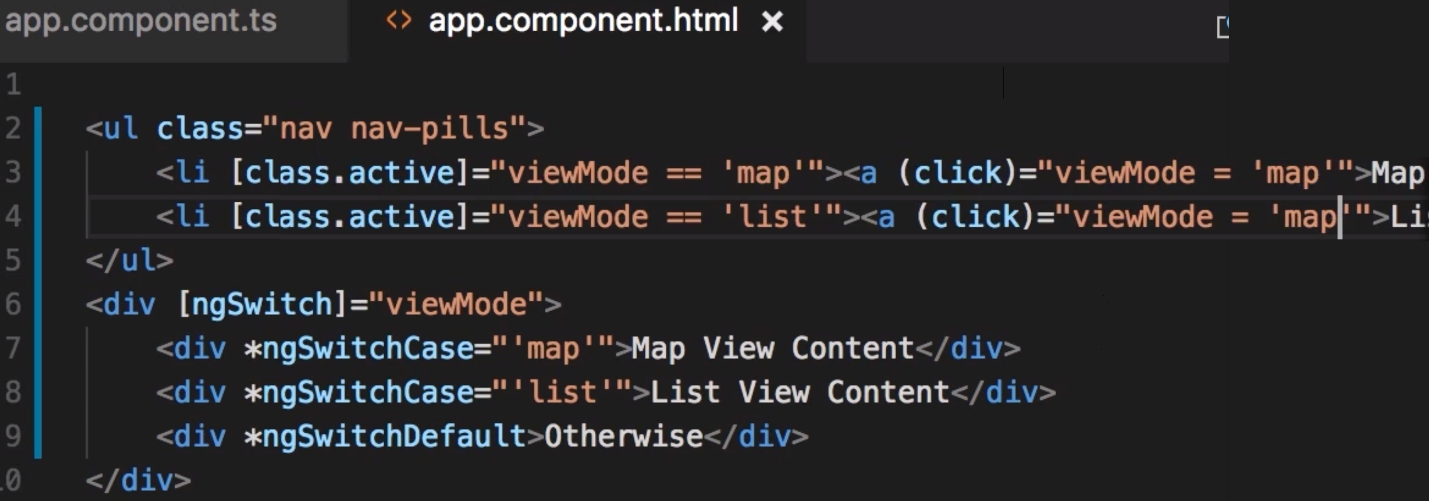 app.component.ts <> app.component.html ×
1
2 <ul class="nav nav-pills">
3 <li [class.active]="viewMode == 'map'"><a (click)="viewMode = 'map'">Map
4 <li [class.active]="viewMode == 'list'"><a (click)="viewMode = 'map'">Li
5 </ul>
6 <div [ngSwitch]="viewMode">
7 <div *ngSwitchCase="'map'">Map View Content</div>
8 <div *ngSwitchCase="'list'">List View Content</div>
9 <div *ngSwitchDefault>Otherwise</div>
10 </div>